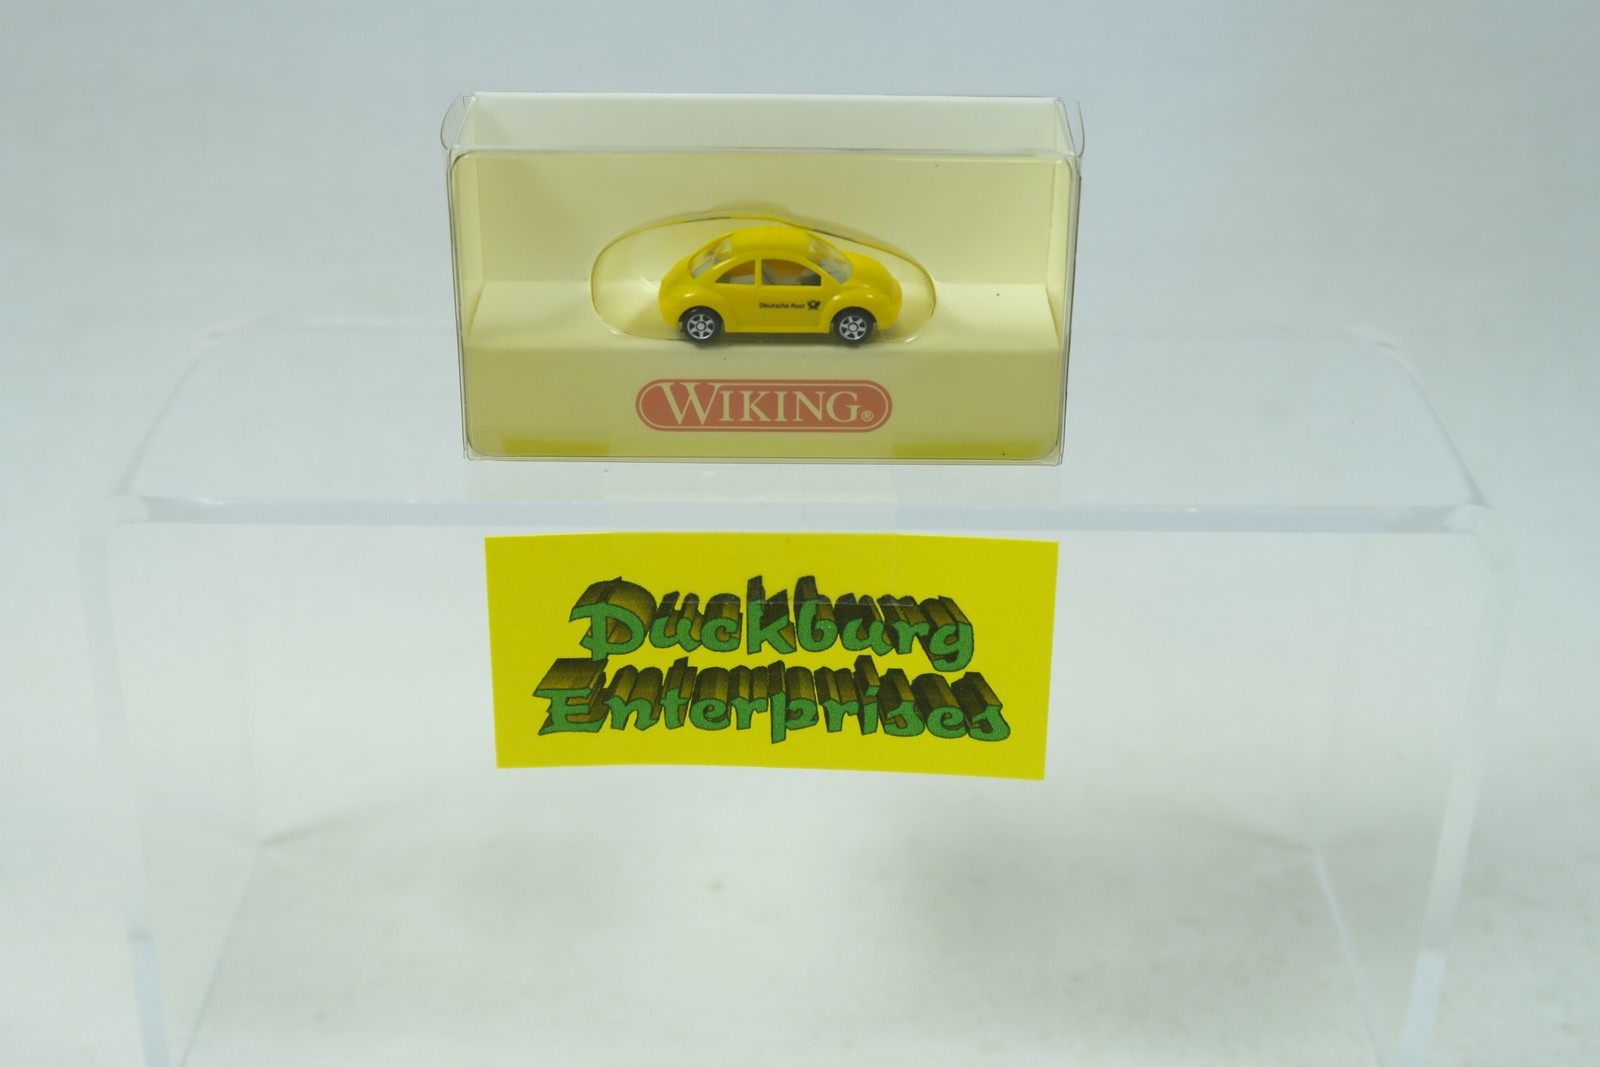 Deutsche Post
WIKING®
Duckburg
Enterprises